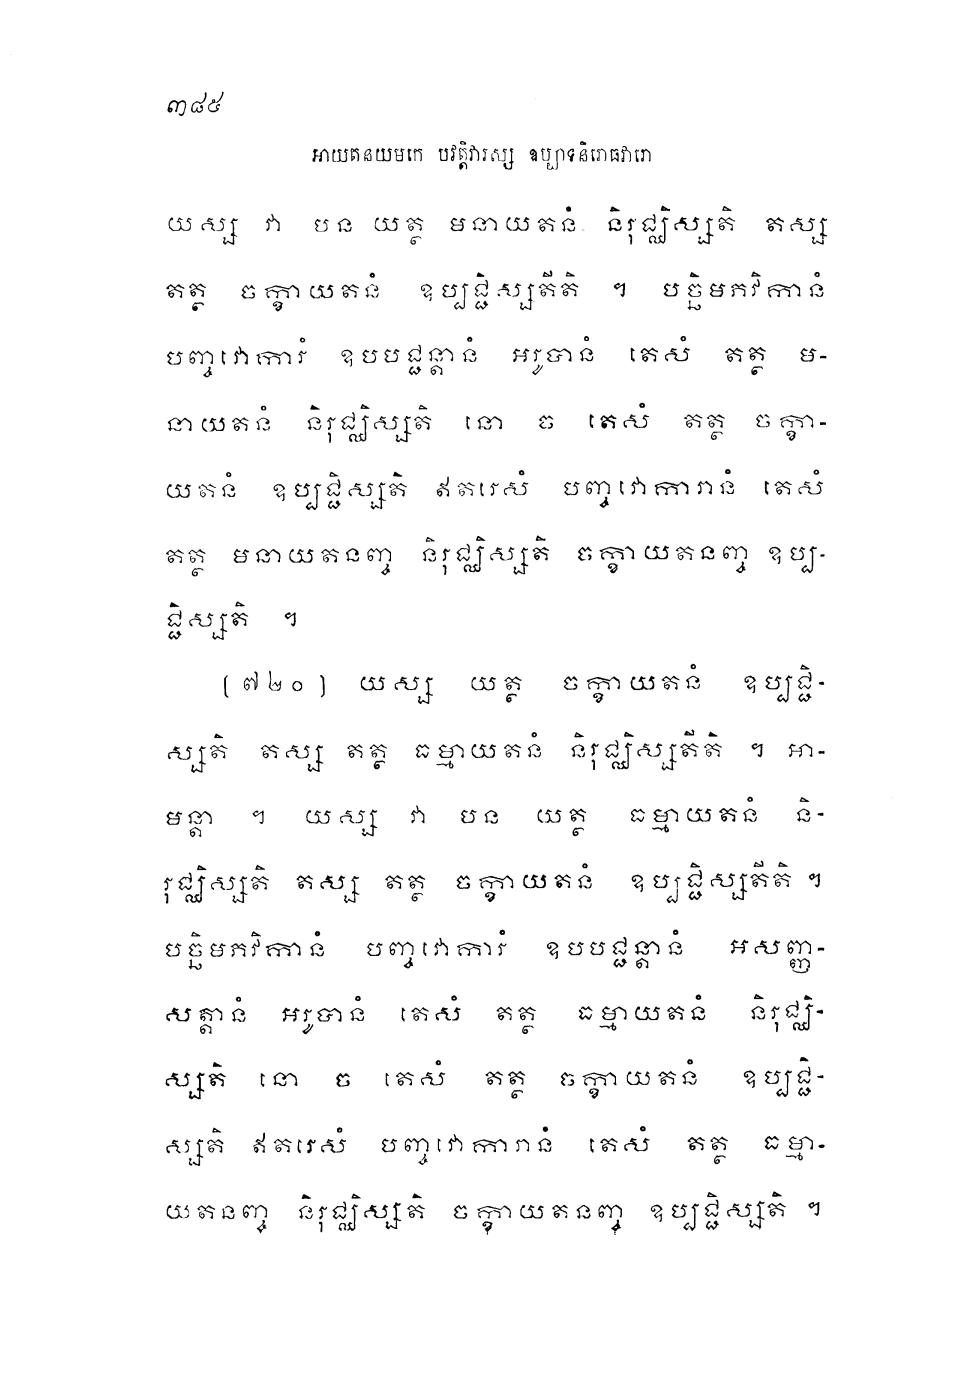 ៣៨៥
អាយតនយមកេ បវត្តិវារស្ស ឧប្បាទនិរោធវារោ
យស្ស វា បន យត្ថ មនាយតនំ និរុជ្ឈិស្សតិ តស្ស
តត្ថ ចក្ខាយតនំ ឧប្បជ្ជិស្សតីតិ ។ បច្ឆិមភវិកានំ
បញ្ចវោការំ ឧបបជ្ជន្តានំ អរូបានំ តេសំ តត្ថ ម-
នាយតនំ និរុជ្ឈិស្សតិ នោ ច តេសំ តត្ថ ចក្ខា-
យតនំ ឧប្បជ្ជិស្សតិ ឥតរេសំ បញ្ចវោការានំ តេសំ
តត្ថ មនាយតនញ្ច និរុជ្ឈិស្សតិ ចក្ខាយតនញ្ច ឧប្ប-
ជ្ជិស្សតិ ។
(៧២០) យស្ស យត្ថ ចក្ខាយតនំ ឧប្បជ្ជិ-
ស្សតិ តស្ស តត្ថ ធម្មាយតនំ និរុជ្ឈិស្សតីតិ ។ អា-
មន្តា ។ យស្ស វា បន យត្ថ ធម្មាយតនំ និ-
រុជ្ឈិស្សតិ តស្ស តត្ថ ចក្ខាយតនំ ឧប្បជ្ជិស្សតីតិ ។
បច្ឆិមភវិកានំ បញ្ចវោការំ ឧបបជ្ជន្តានំ អសញ្ញ-
សត្តានំ អរូបានំ តេសំ តត្ថ ធម្មាយតនំ និរុជ្ឈិ-
ស្សតិ នោ ច តេសំ តត្ថ ចក្ខាយតនំ ឧប្បជ្ជិ-
ស្សតិ ឥតរេសំ បញ្ចវោការានំ តេសំ តត្ថ ធម្មា-
យតនញ្ច និរុជ្ឈិស្សតិ ចក្ខាយតនញ្ច ឧប្បជ្ជិស្សតិ ។